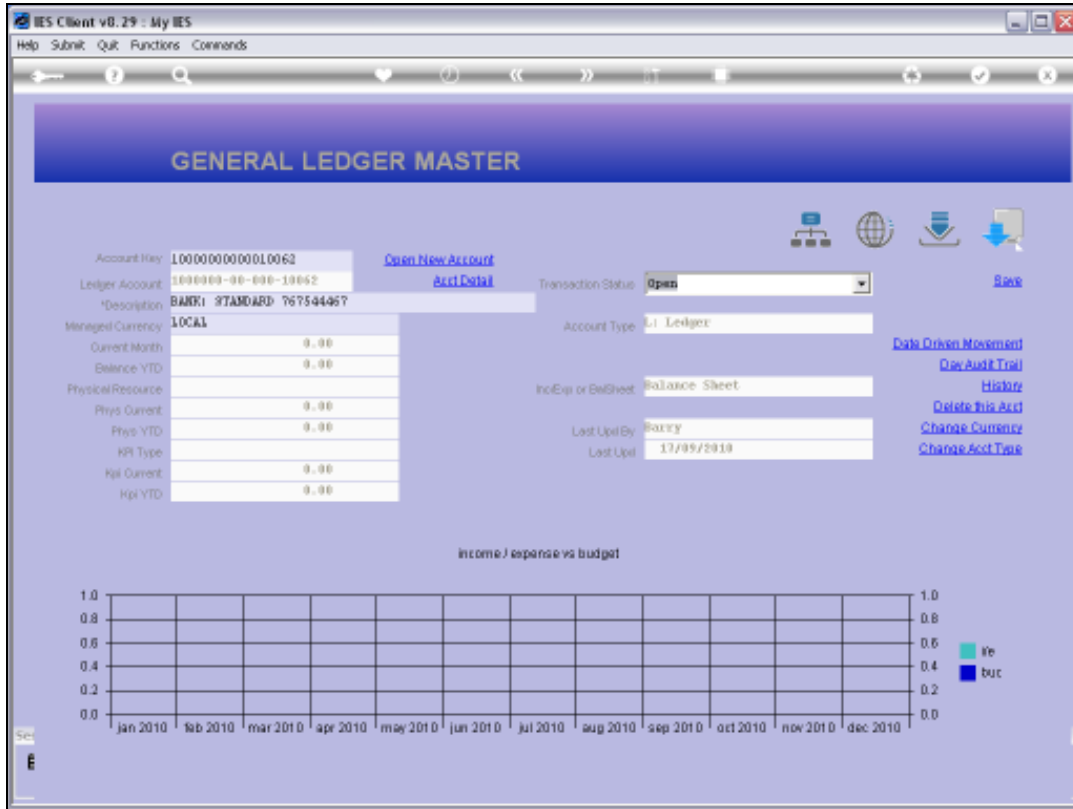 IES Client v8.29 : My IES
Help Submit Quit Functions Commands
GENERAL LEDGER MASTER
Account Key 10000000000010062 Open New Account
Ledger Account 1000000-00-000-10062 Acct Detail Transaction Status Open Save
*Description BANK: STANDARD 767544467
Managed Currency LOCAL Account Type L: Ledger
Current Month 0.00 Date Driven Movement
Balance YTD 0.00 Day Audit Trail
Physical Resource Inc/Exp or BalSheet Balance Sheet History
Phys Current 0.00 Delete this Acct
Phys YTD 0.00 Last Upd By Barry Change Currency
KPI Type Last Upd 17/09/2010 Change Acct Type
Kpi Current 0.00
Kpi YTD 0.00
income / expense vs budget
1.0 1.0
0.8 0.8
0.6 0.6
0.4 0.4
0.2 0.2
0.0 0.0
i/e
buc
jan 2010 feb 2010 mar 2010 apr 2010 may 2010 jun 2010 jul 2010 aug 2010 sep 2010 oct 2010 nov 2010 dec 2010